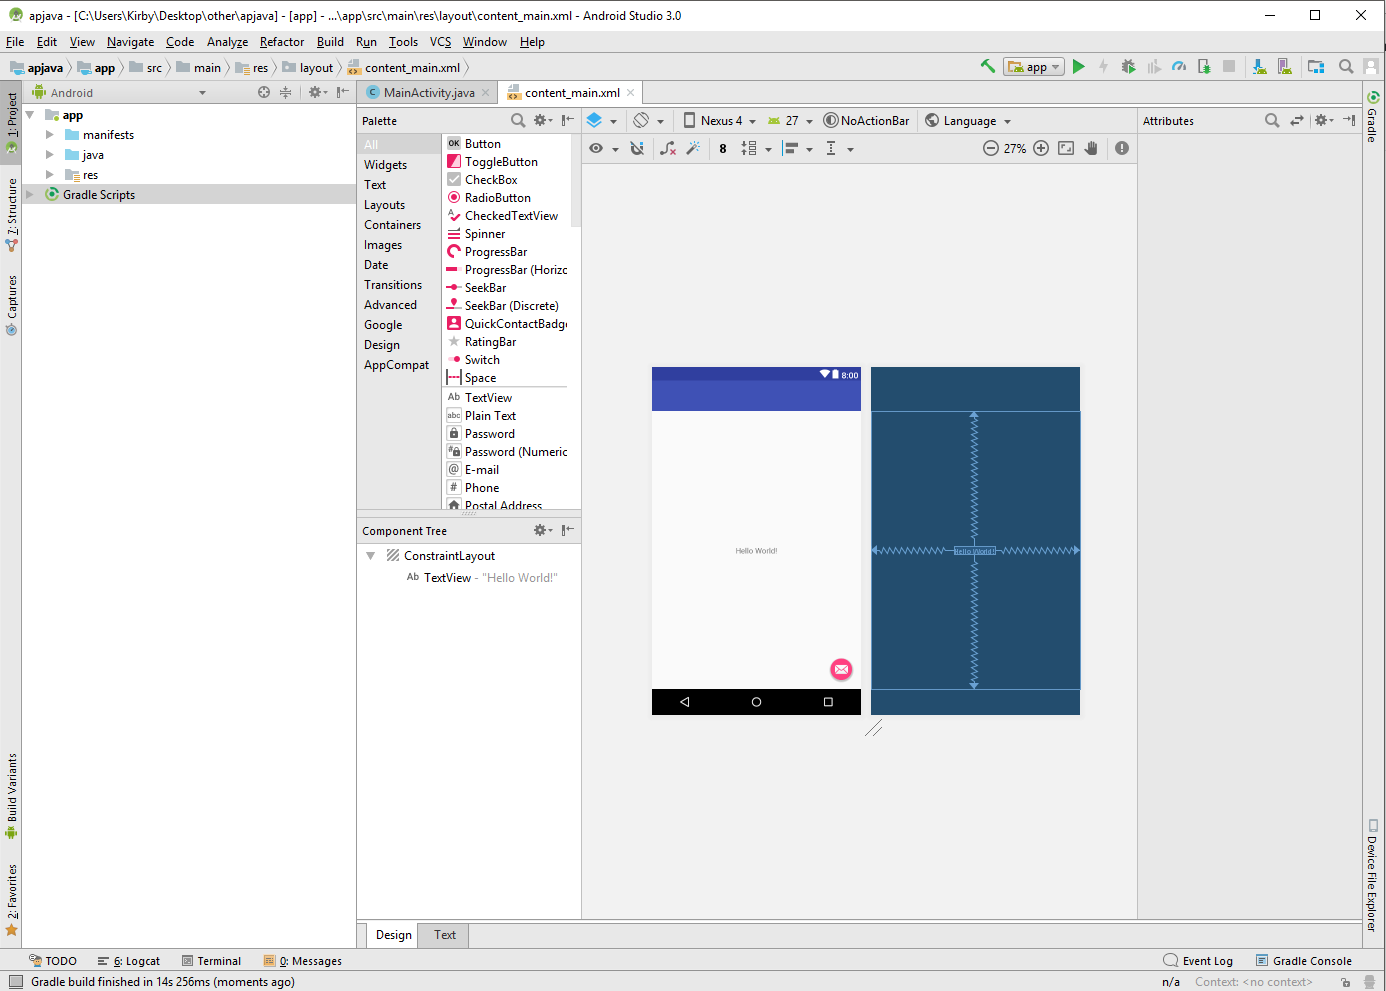 apjava - [C:\Users\Kirby\Desktop\other\apjava] - [app] - ...\app\src\main\res\layout\content_main.xml - Android Studio 3.0
File Edit View Navigate Code Analyze Refactor Build Run Tools VCS Window Help
apjava app src main res layout content_main.xml app
1: Project
7: Structure
Captures
Build Variants
2: Favorites
Android
app
manifests
java
res
Gradle Scripts
MainActivity.java content_main.xml
Palette
All
Widgets
Text
Layouts
Containers
Images
Date
Transitions
Advanced
Google
Design
AppCompat
OK Button
ToggleButton
CheckBox
RadioButton
CheckedTextView
Spinner
ProgressBar
ProgressBar (Horizo
SeekBar
SeekBar (Discrete)
QuickContactBadge
RatingBar
Switch
Space
Ab TextView
abc Plain Text
Password
Password (Numeric
@ E-mail
# Phone
Postal Address
Component Tree
ConstraintLayout
Ab TextView - "Hello World!"
Nexus 4 27 NoActionBar Language
8 27%
8:00
Hello World!
Hello World!
Attributes
Gradle
Device File Explorer
Design Text
TODO 6: Logcat Terminal 0: Messages Event Log Gradle Console
Gradle build finished in 14s 256ms (moments ago) n/a Context: <no context>